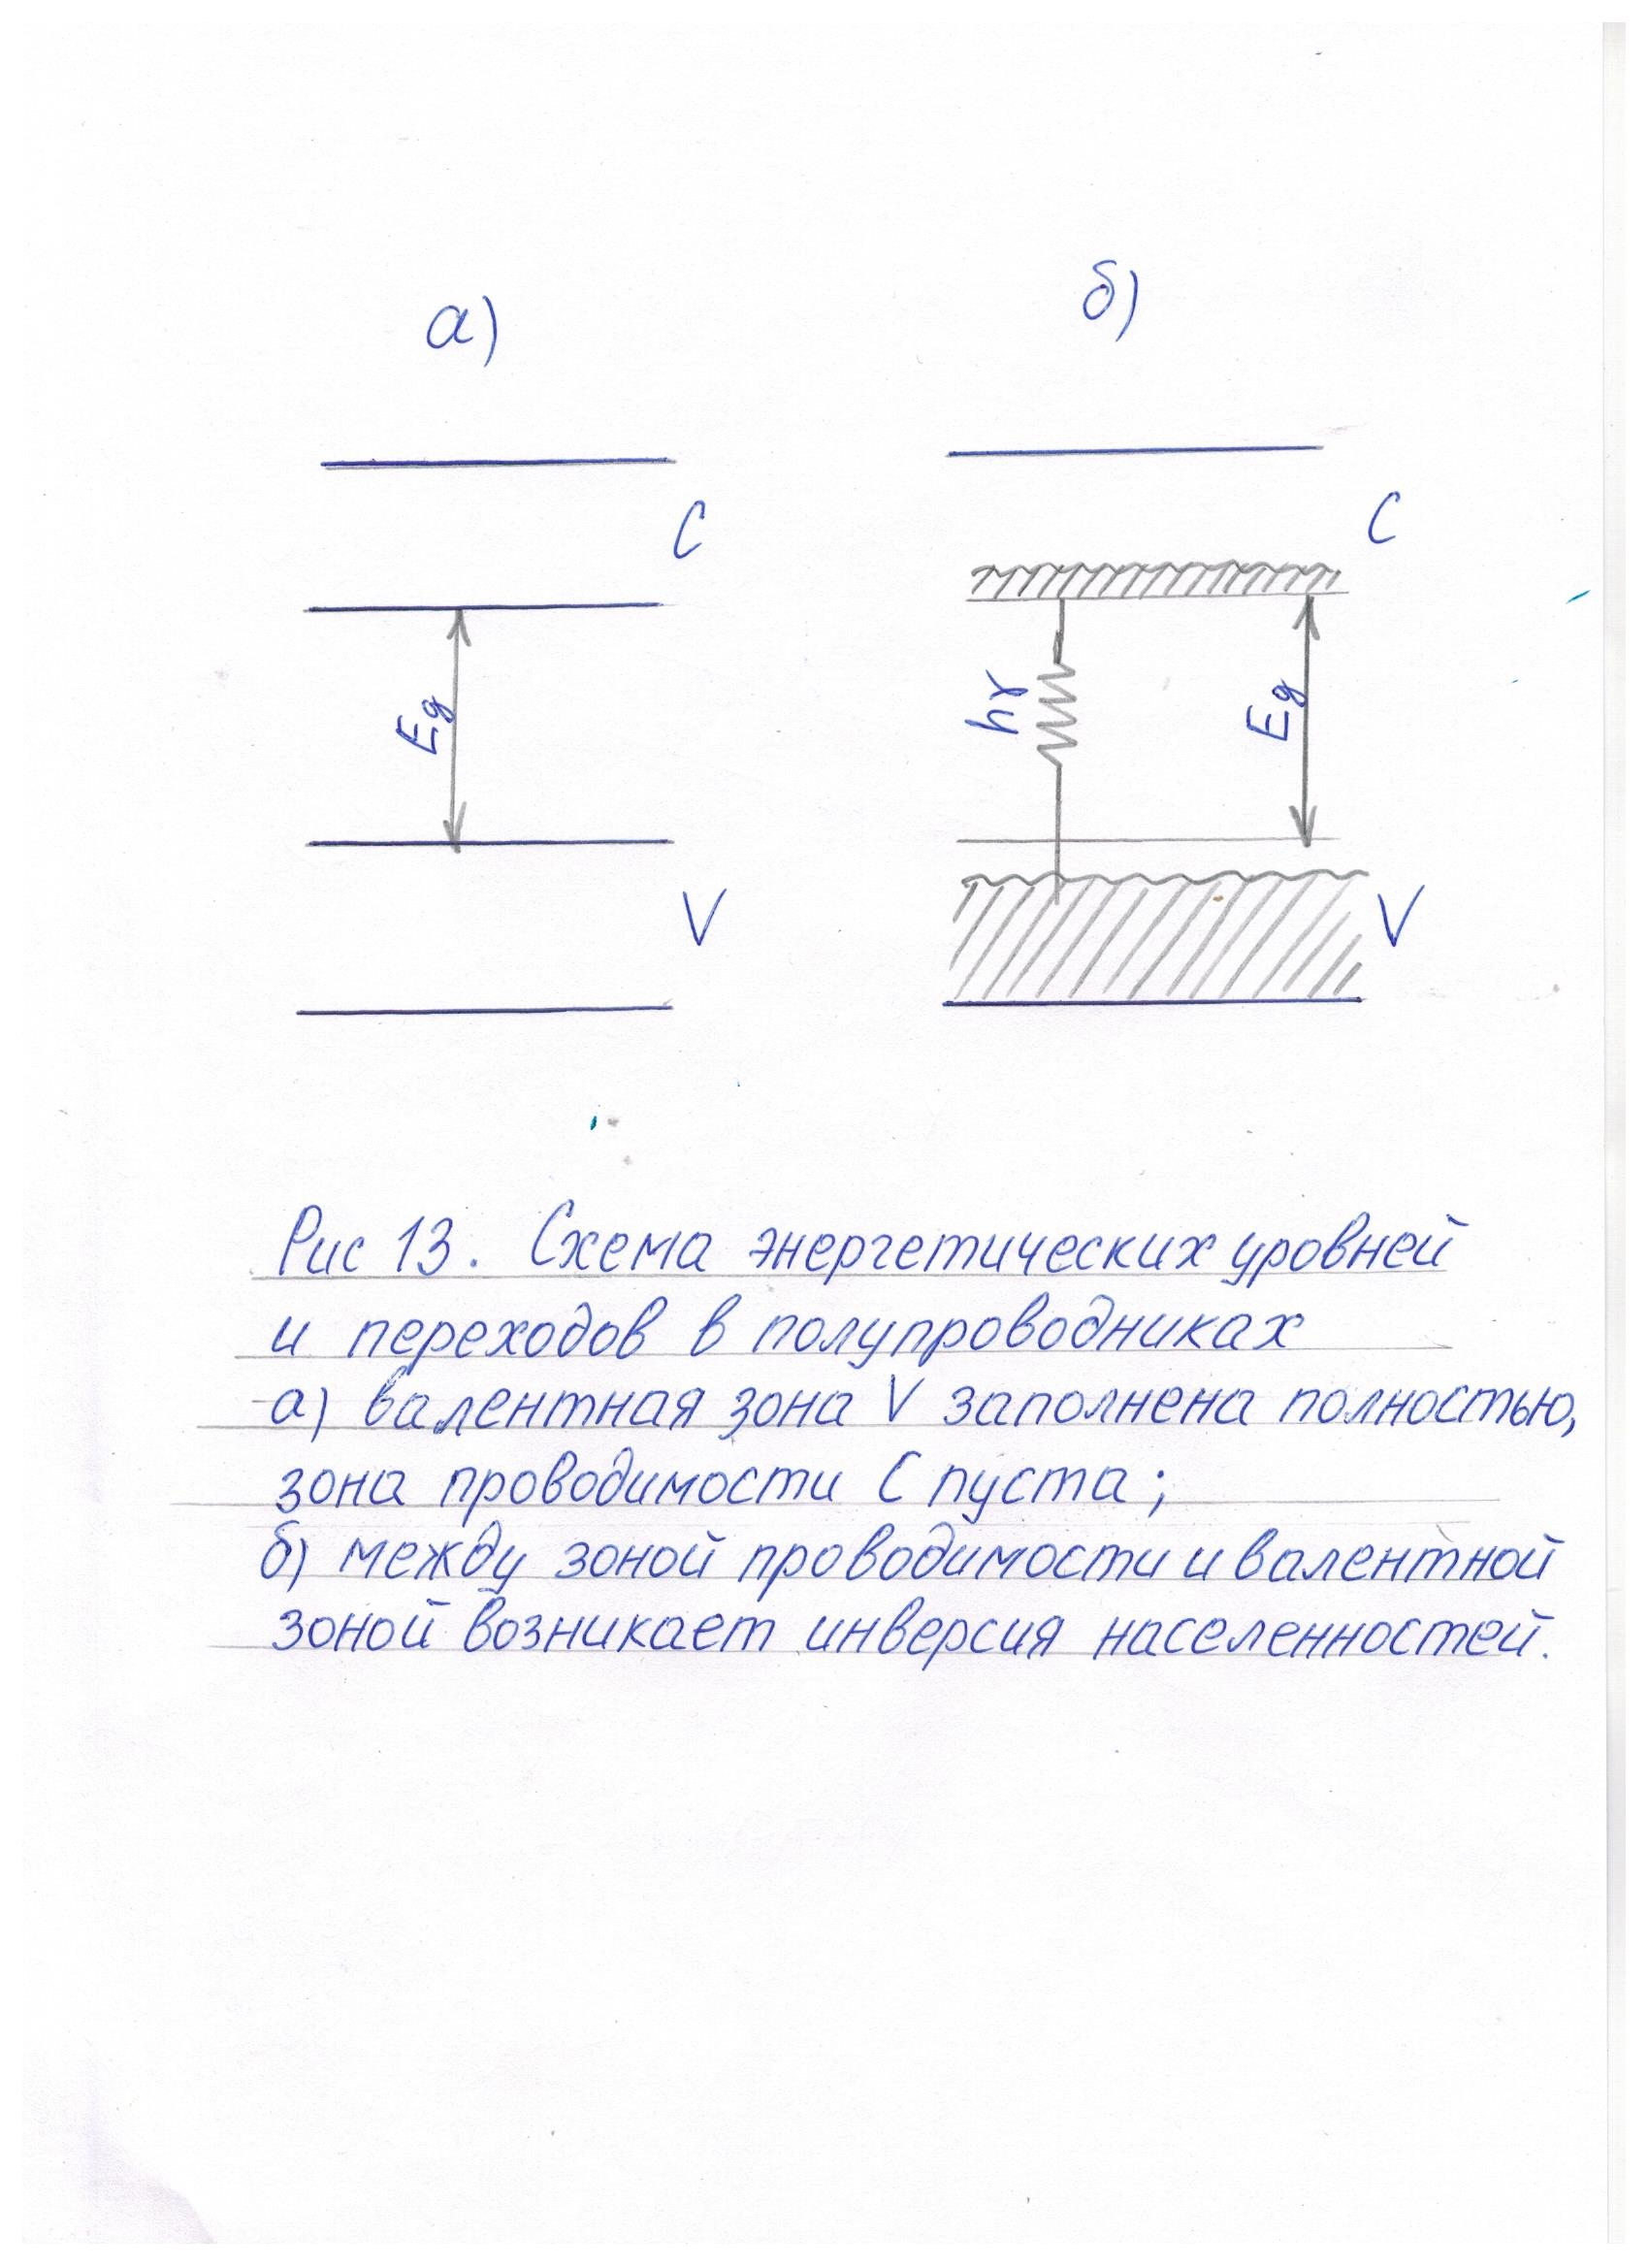 а)
б)
C
C
Eg
hγ
Eg
V
V
Рис 13. Схема энергетических уровней
и переходов в полупроводниках
а) валентная зона V заполнена полностью,
зона проводимости C пуста;
б) между зоной проводимости и валентной
зоной возникает инверсия населенностей.